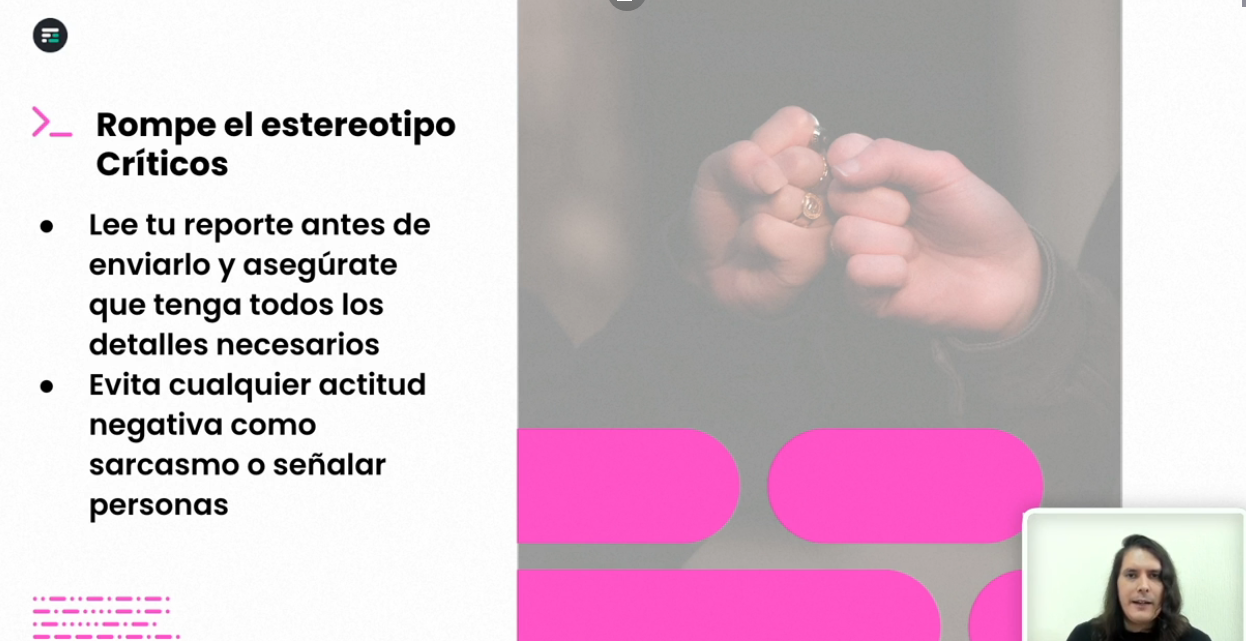 Rompe el estereotipo
Críticos
● Lee tu reporte antes de
enviarlo y asegúrate
que tenga todos los
detalles necesarios
● Evita cualquier actitud
negativa como
sarcasmo o señalar
personas